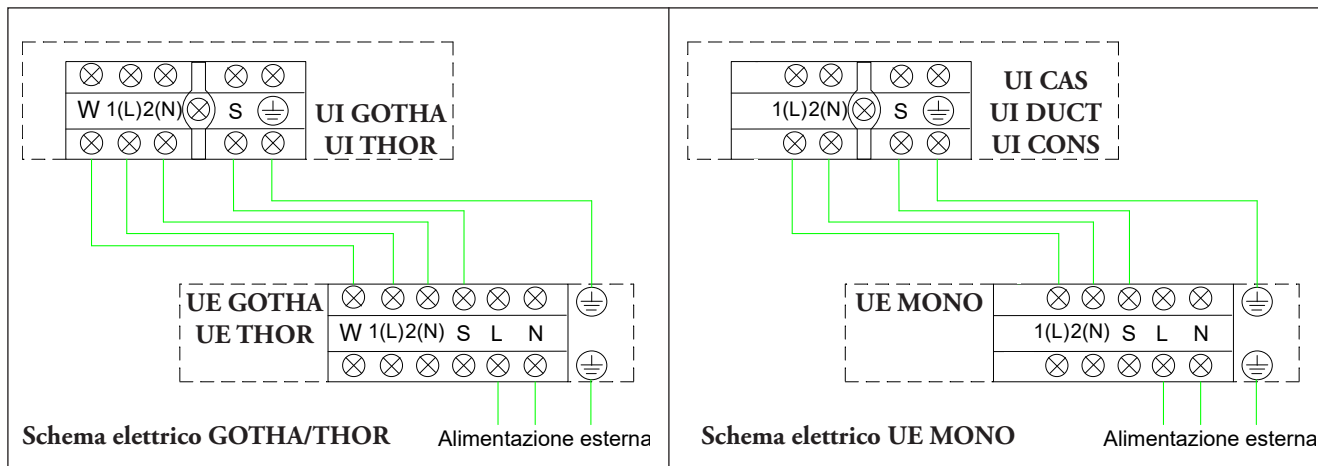 W 1(L) 2(N) S
UI GOTHA
UI THOR
UE GOTHA
UE THOR
W 1(L) 2(N) S L N
Schema elettrico GOTHA/THOR
Alimentazione esterna
1(L) 2(N) S
UI CAS
UI DUCT
UI CONS
UE MONO
1(L) 2(N) S L N
Schema elettrico UE MONO
Alimentazione esterna